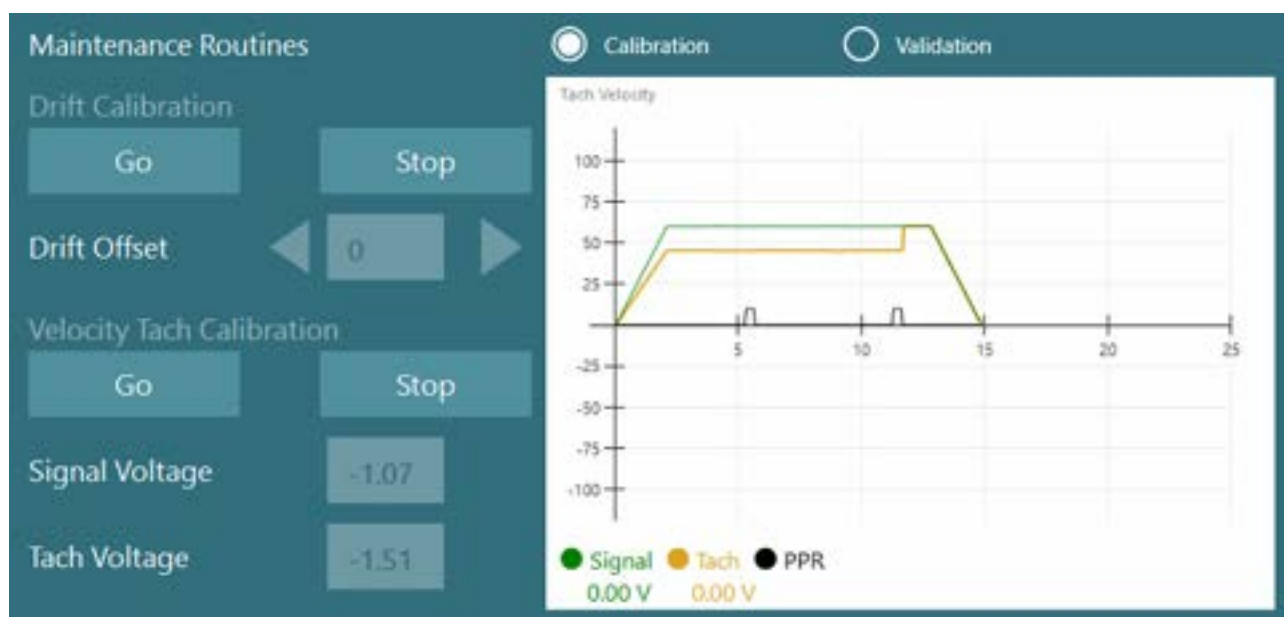 Maintenance Routines
Calibration
Validation
Drift Calibration
Go
Stop
Drift Offset
0
Velocity Tach Calibration
Go
Stop
Signal Voltage
-1.07
Tach Voltage
-1.51
Tach Velocity
100
75
50
25
5
10
15
20
25
-25
-50
-75
-100
Signal Tach PPR
0.00 V 0.00 V